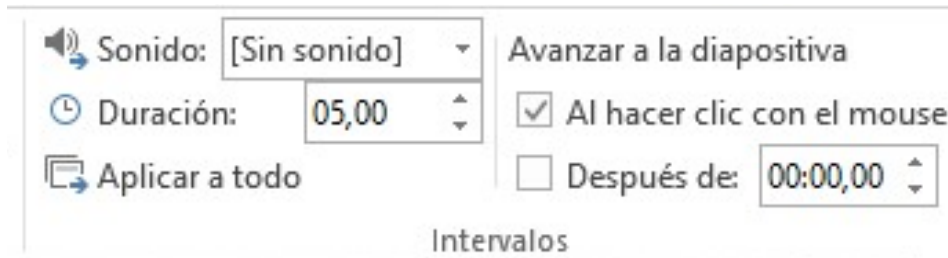 Sonido: [Sin sonido]
Duración: 05,00
Aplicar a todo
Avanzar a la diapositiva
Al hacer clic con el mouse
Después de: 00:00,00
Intervalos